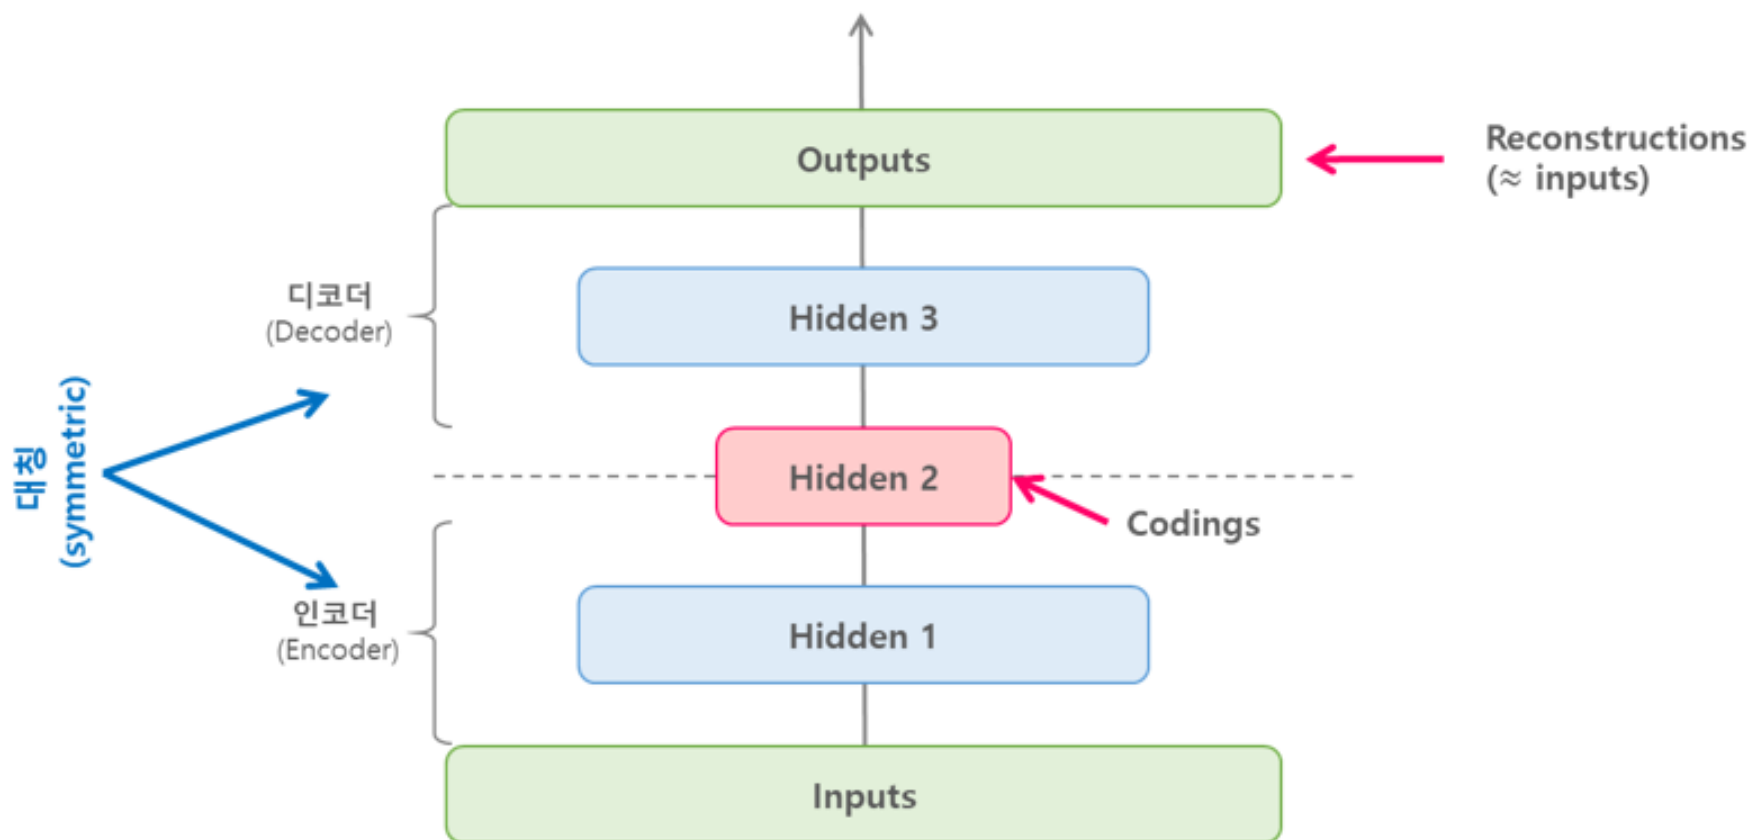 Outputs
Reconstructions
(≈ inputs)
디코더
(Decoder)
Hidden 3
대칭
(symmetric)
Hidden 2
Codings
인코더
(Encoder)
Hidden 1
Inputs